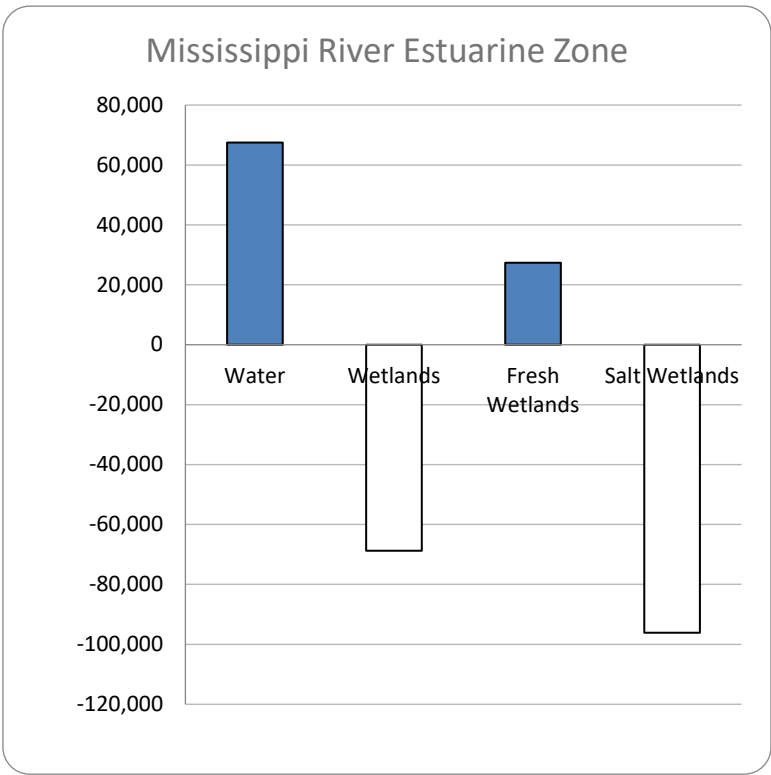 Mississippi River Estuarine Zone
80,000
60,000
40,000
20,000
0
-20,000
-40,000
-60,000
-80,000
-100,000
-120,000
Water
Wetlands
Fresh
Wetlands
Salt Wetlands